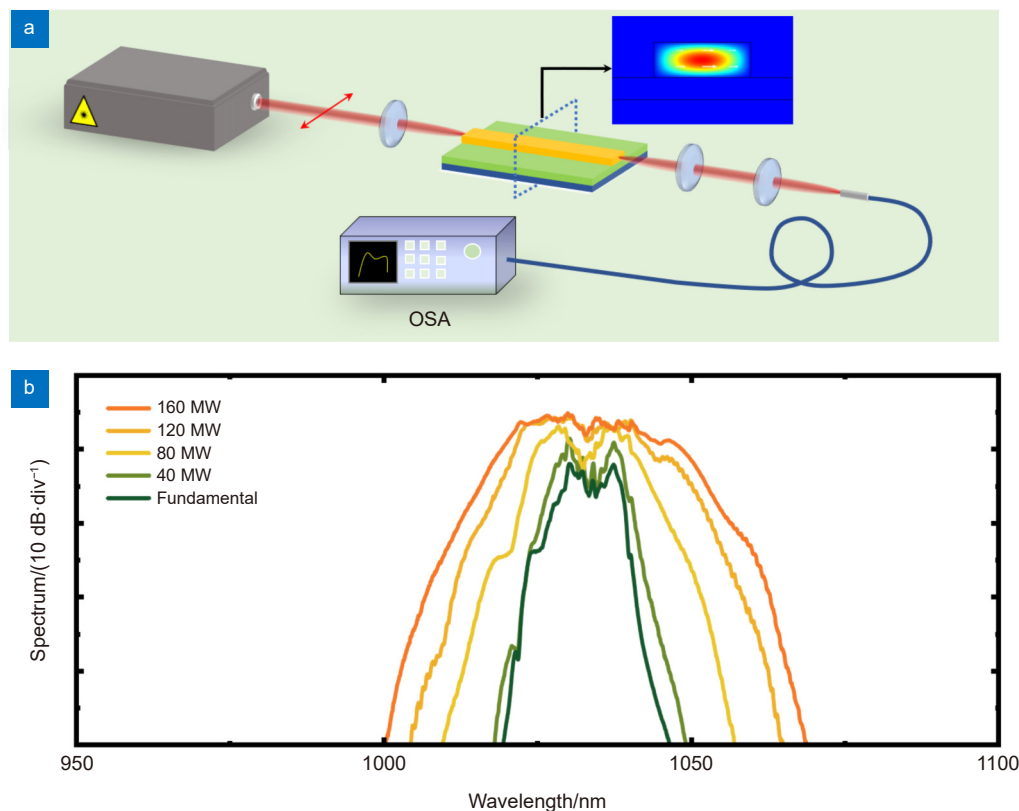 a
OSA
b
160 MW
120 MW
80 MW
40 MW
Fundamental
Spectrum/(10 dB·div⁻¹)
950
1000
1050
1100
Wavelength/nm